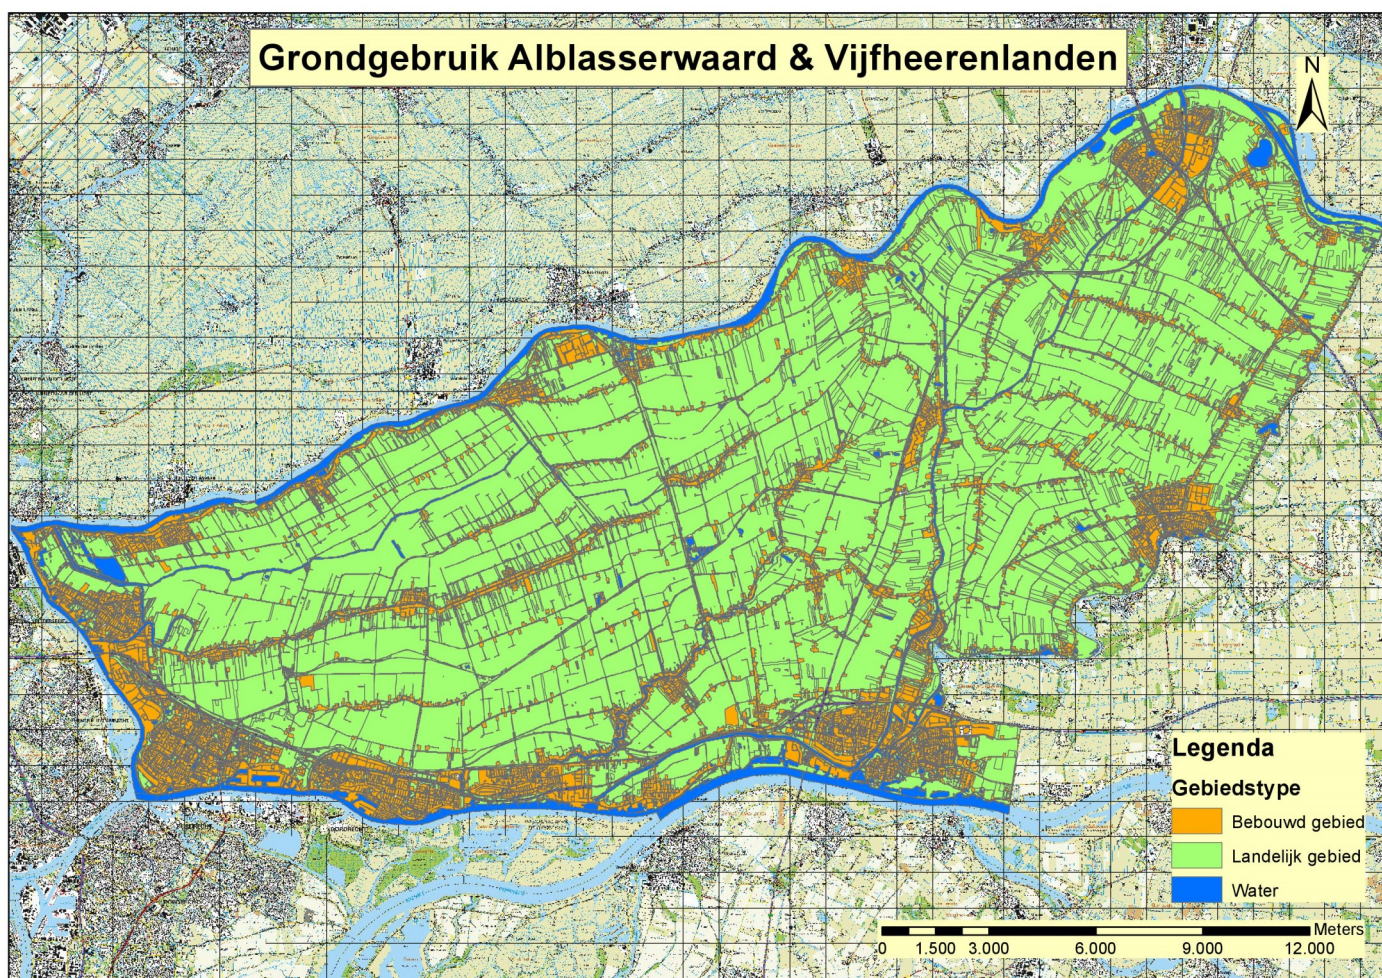 Grondgebruik Alblasserwaard & Vijfheerenlanden
N
Legenda
Gebiedstype
Bebouwd gebied
Landelijk gebied
Water
Meters
0 1.500 3.000 6.000 9.000 12.000